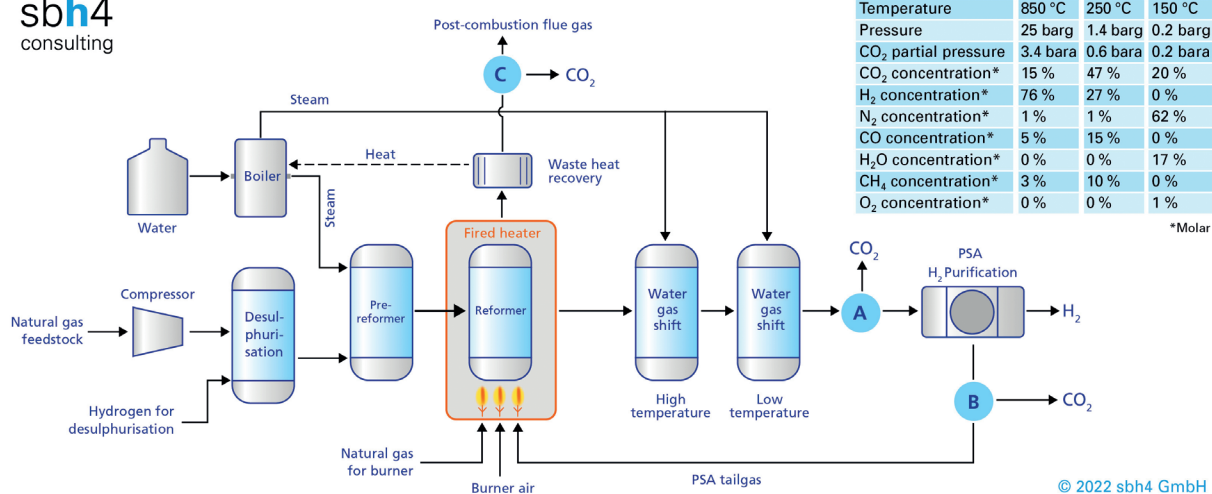 sbh4
consulting
Post-combustion flue gas
C
CO₂
Steam
Heat
Boiler
Waste heat
recovery
Water
Steam
Fired heater
Compressor
Natural gas
feedstock
Desul-
phuri-
sation
Pre-
reformer
Reformer
Water
gas
shift
Water
gas
shift
CO₂
A
PSA
H₂ Purification
H₂
High
temperature
Low
temperature
B
CO₂
Hydrogen for
desulphurisation
Natural gas
for burner
Burner air
PSA tailgas
Temperature 850 °C 250 °C 150 °C
Pressure 25 barg 1.4 barg 0.2 barg
CO₂ partial pressure 3.4 bara 0.6 bara 0.2 bara
CO₂ concentration* 15 % 47 % 20 %
H₂ concentration* 76 % 27 % 0 %
N₂ concentration* 1 % 1 % 62 %
CO concentration* 5 % 15 % 0 %
H₂O concentration* 0 % 0 % 17 %
CH₄ concentration* 3 % 10 % 0 %
O₂ concentration* 0 % 0 % 1 %
*Molar
© 2022 sbh4 GmbH